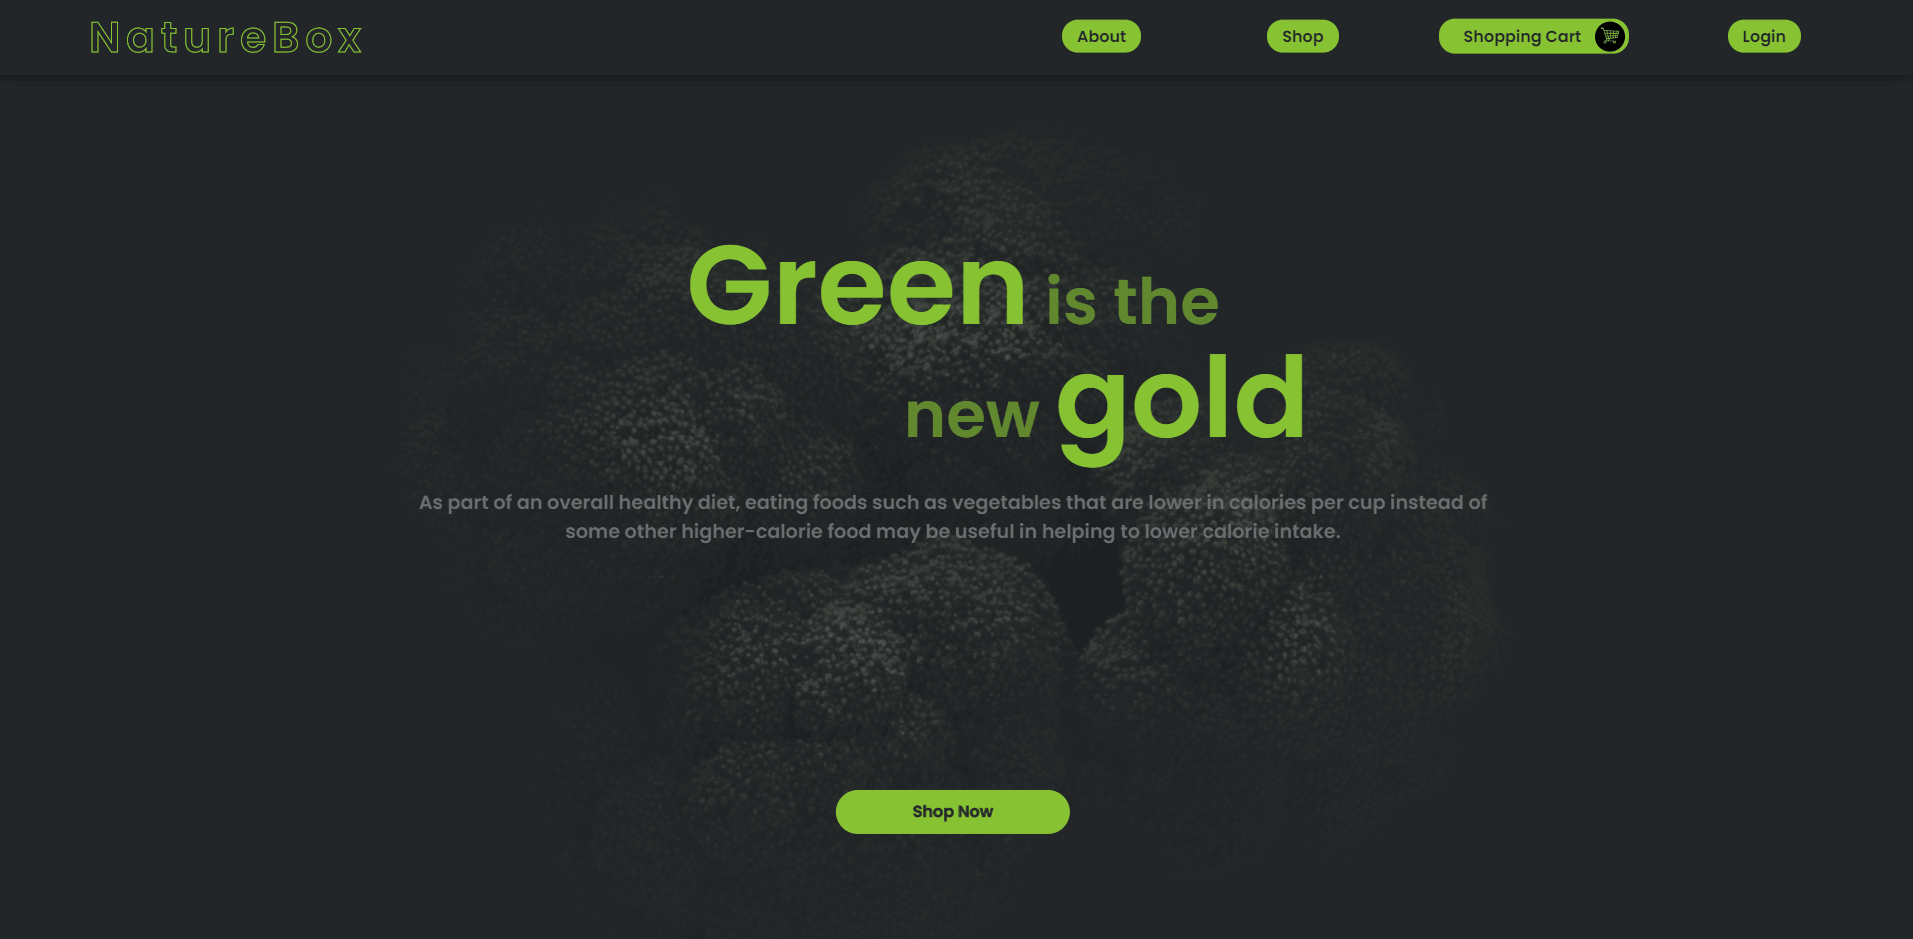 NatureBox
About
Shop
Shopping Cart
Login
Green is the
new gold
As part of an overall healthy diet, eating foods such as vegetables that are lower in calories per cup instead of
some other higher-calorie food may be useful in helping to lower calorie intake.
Shop Now